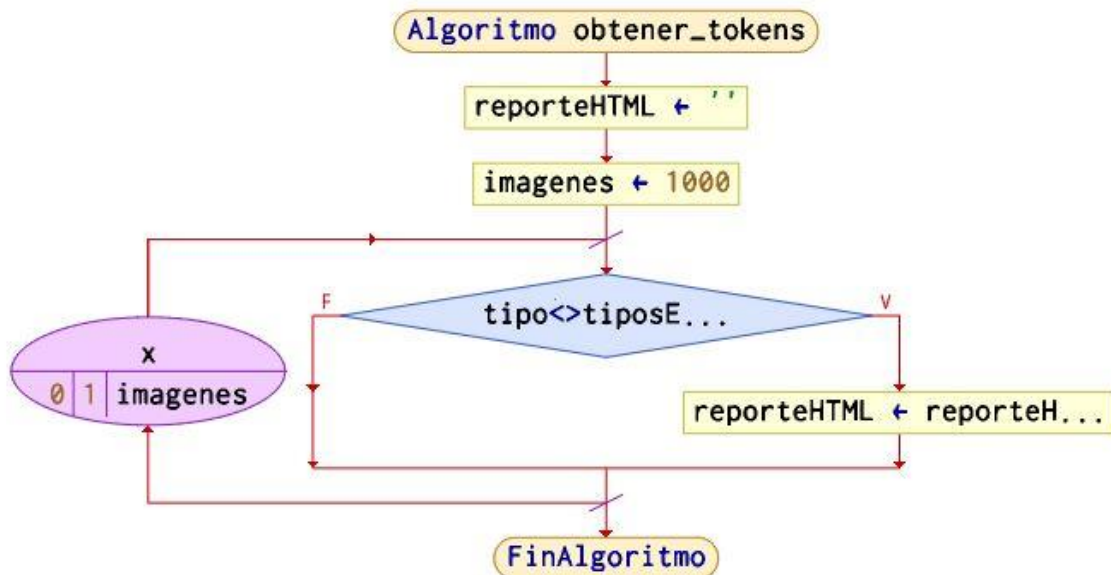 Algoritmo obtener_tokens
reporteHTML ← ''
imagenes ← 1000
F
tipo<>tiposE...
V
x
0 1 imagenes
reporteHTML ← reporteH...
FinAlgoritmo